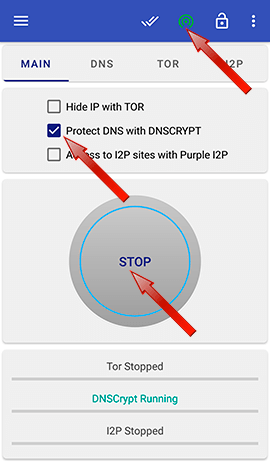 MAIN DNS TOR I2P
Hide IP with TOR
Protect DNS with DNSCRYPT
to I2P sites with Purple I2P
STOP
Tor Stopped
DNSCrypt Running
I2P Stopped